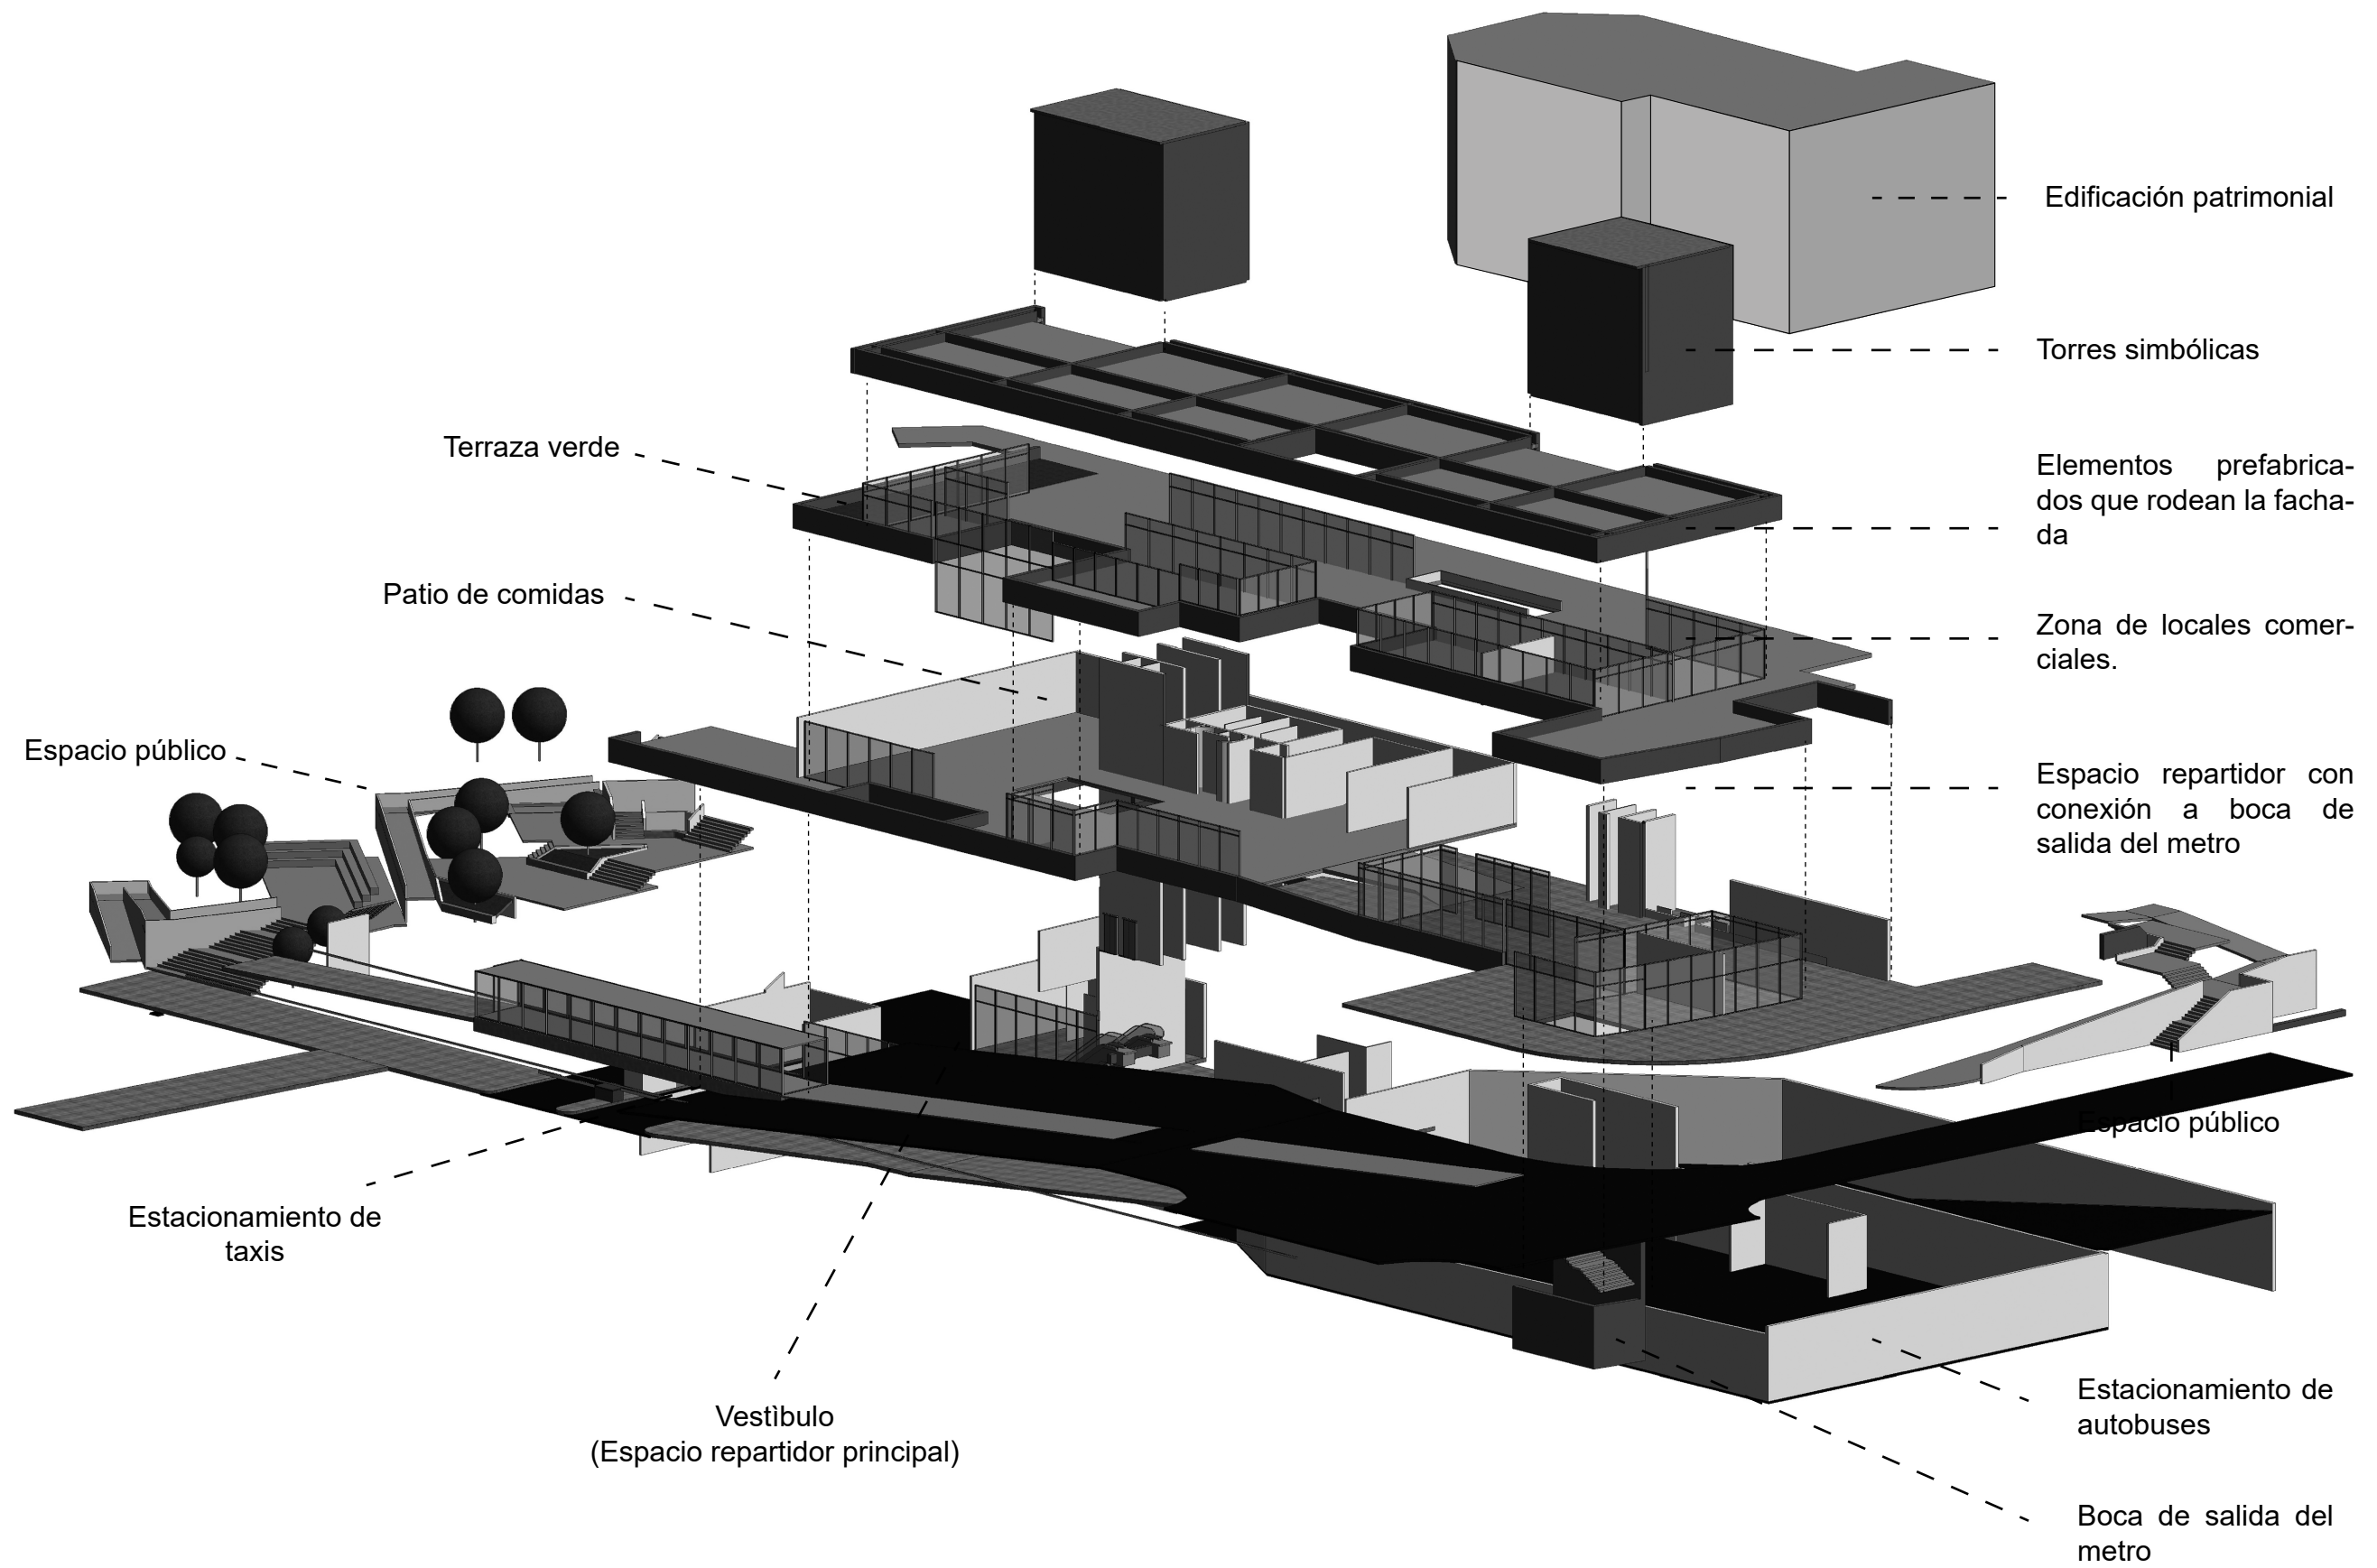 Edificación patrimonial
Torres simbólicas
Terraza verde
Elementos prefabrica-
dos que rodean la facha-
da
Patio de comidas
Zona de locales comer-
ciales.
Espacio público
Espacio repartidor con
conexión a boca de
salida del metro
Espacio público
Estacionamiento de
taxis
Vestìbulo
(Espacio repartidor principal)
Estacionamiento de
autobuses
Boca de salida del
metro